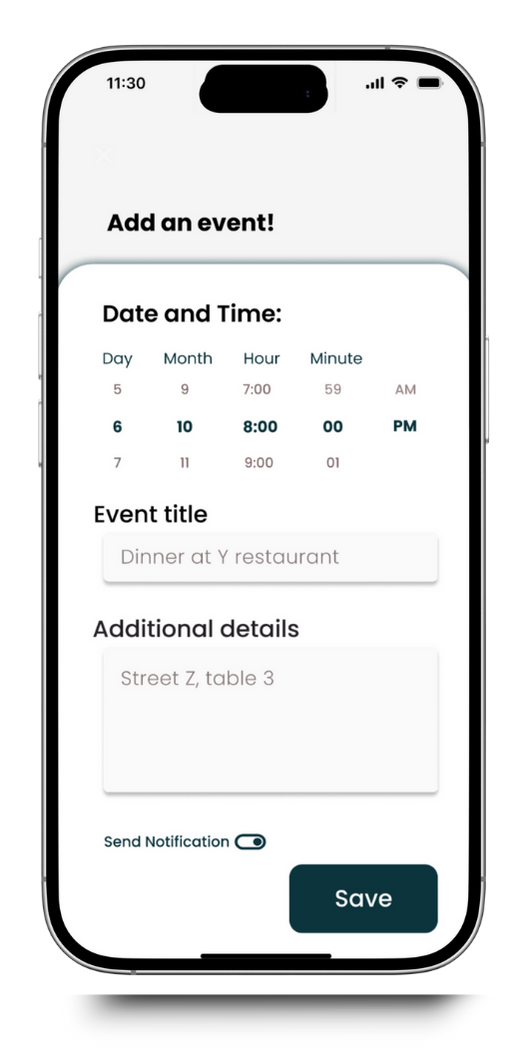 11:30
Add an event!
Date and Time:
Day Month Hour Minute
5 9 7:00 59 AM
6 10 8:00 00 PM
7 11 9:00 01
Event title
Dinner at Y restaurant
Additional details
Street Z, table 3
Send Notification
Save